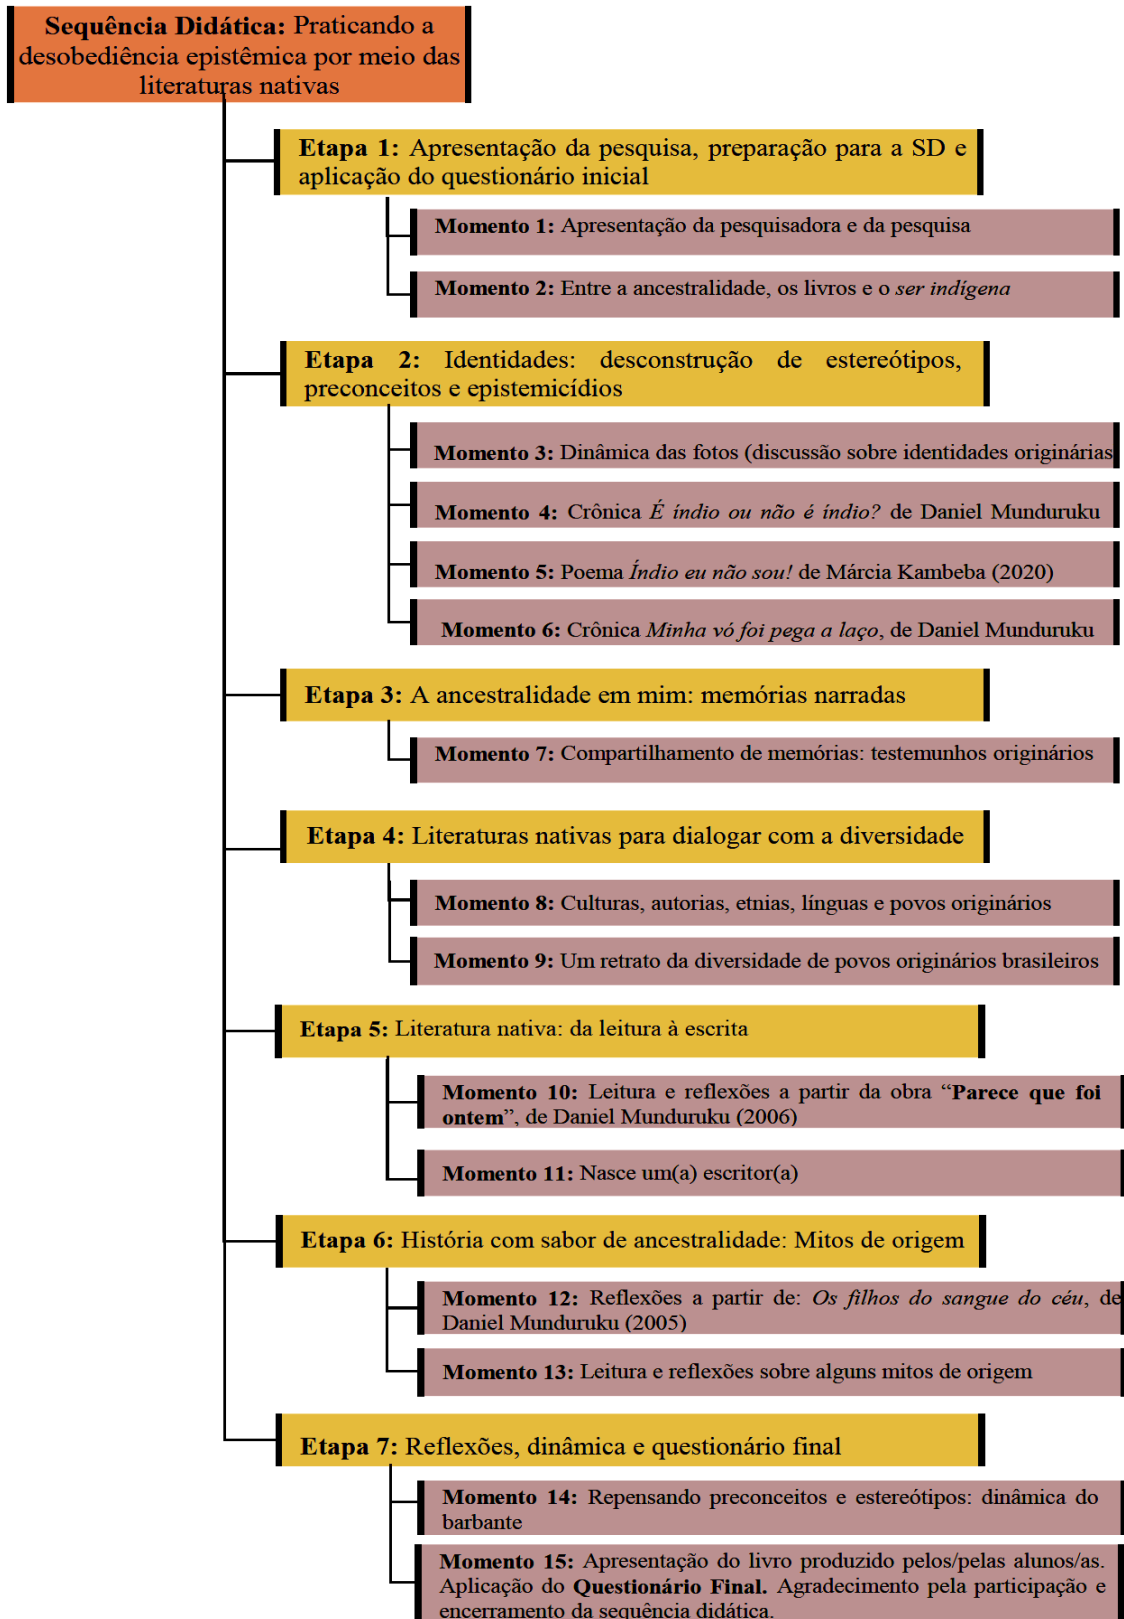 Sequência Didática: Praticando a
desobediência epistêmica por meio das
literaturas nativas
Etapa 1: Apresentação da pesquisa, preparação para a SD e
aplicação do questionário inicial
Momento 1: Apresentação da pesquisadora e da pesquisa
Momento 2: Entre a ancestralidade, os livros e o ser indígena
Etapa 2: Identidades: desconstrução de estereótipos,
preconceitos e epistemicídios
Momento 3: Dinâmica das fotos (discussão sobre identidades originárias
Momento 4: Crônica É índio ou não é índio? de Daniel Munduruku
Momento 5: Poema Índio eu não sou! de Márcia Kambeba (2020)
Momento 6: Crônica Minha vó foi pega a laço, de Daniel Munduruku
Etapa 3: A ancestralidade em mim: memórias narradas
Momento 7: Compartilhamento de memórias: testemunhos originários
Etapa 4: Literaturas nativas para dialogar com a diversidade
Momento 8: Culturas, autorias, etnias, línguas e povos originários
Momento 9: Um retrato da diversidade de povos originários brasileiros
Etapa 5: Literatura nativa: da leitura à escrita
Momento 10: Leitura e reflexões a partir da obra “Parece que foi
ontem”, de Daniel Munduruku (2006)
Momento 11: Nasce um(a) escritor(a)
Etapa 6: História com sabor de ancestralidade: Mitos de origem
Momento 12: Reflexões a partir de: Os filhos do sangue do céu, de
Daniel Munduruku (2005)
Momento 13: Leitura e reflexões sobre alguns mitos de origem
Etapa 7: Reflexões, dinâmica e questionário final
Momento 14: Repensando preconceitos e estereótipos: dinâmica do
barbante
Momento 15: Apresentação do livro produzido pelos/pelas alunos/as.
Aplicação do Questionário Final. Agradecimento pela participação e
encerramento da sequência didática.